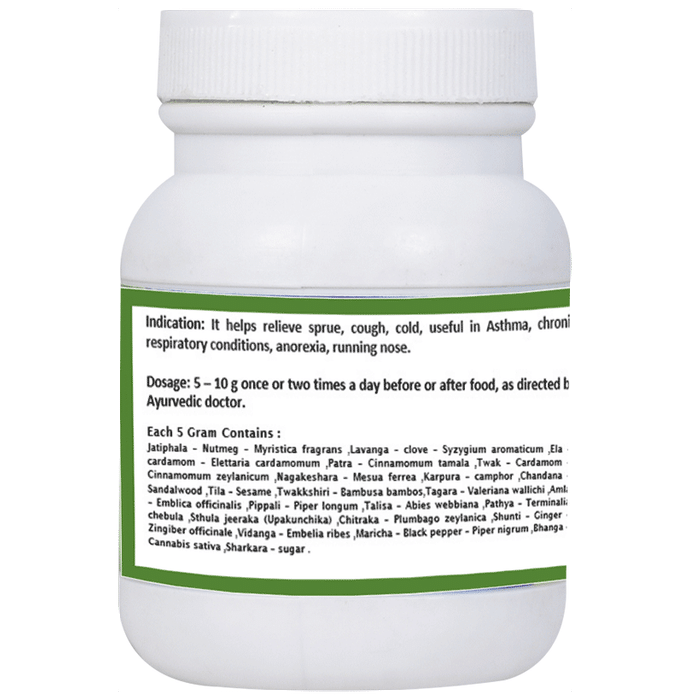 Indication: It helps relieve sprue, cough, cold, useful in Asthma, chroni
respiratory conditions, anorexia, running nose.
Dosage: 5 – 10 g once or two times a day before or after food, as directed b
Ayurvedic doctor.
Each 5 Gram Contains :
Jatiphala - Nutmeg - Myristica fragrans ,Lavanga - clove - Syzygium aromaticum ,Ela -
cardamom - Elettaria cardamomum ,Patra - Cinnamomum tamala ,Twak - Cardamom -
Cinnamomum zeylanicum ,Nagakeshara - Mesua ferrea ,Karpura - camphor ,Chandana -
Sandalwood ,Tila - Sesame ,Twakkshiri - Bambusa bambos,Tagara - Valeriana wallichi ,Amla
- Emblica officinalis ,Pippali - Piper longum ,Talisa - Abies webbiana ,Pathya - Terminalia
chebula ,Sthula jeeraka (Upakunchika) ,Chitraka - Plumbago zeylanica ,Shunti - Ginger -
Zingiber officinale ,Vidanga - Embelia ribes ,Maricha - Black pepper - Piper nigrum ,Bhanga -
Cannabis sativa ,Sharkara - sugar .